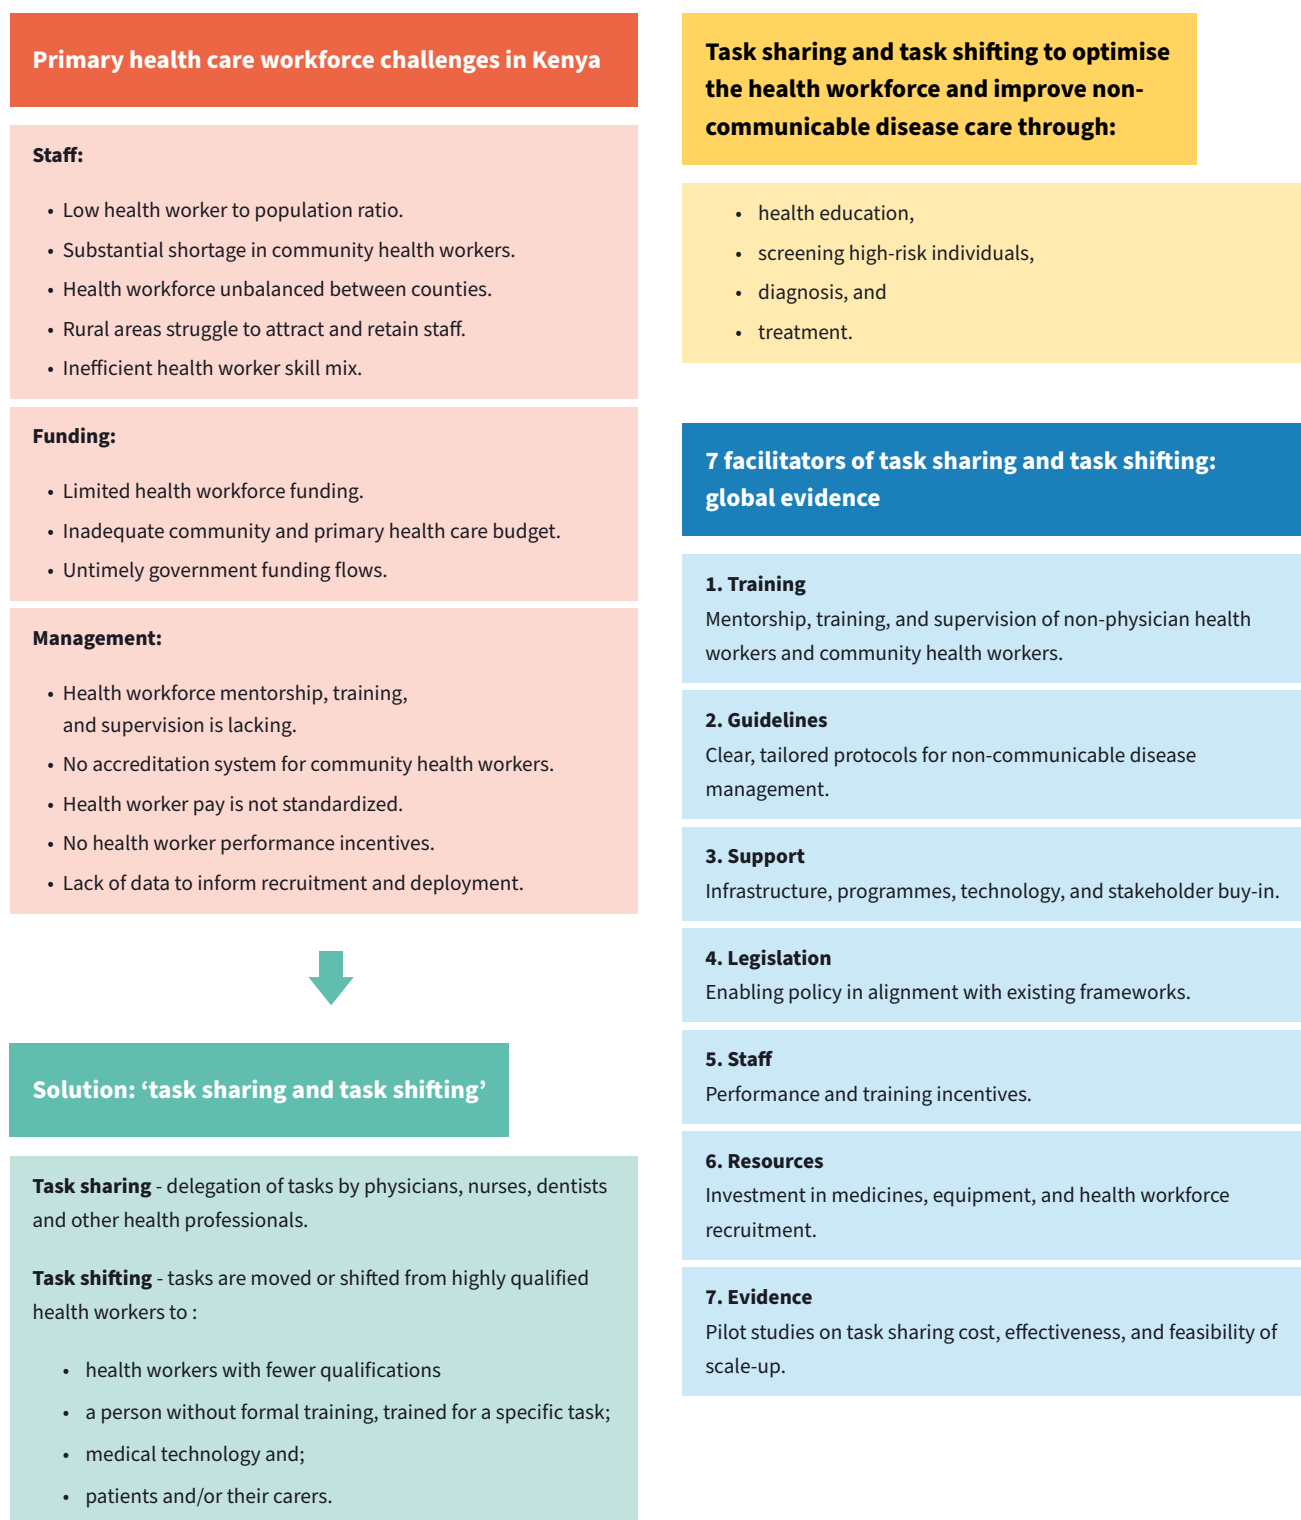 Primary health care workforce challenges in Kenya
Staff:
• Low health worker to population ratio.
• Substantial shortage in community health workers.
• Health workforce unbalanced between counties.
• Rural areas struggle to attract and retain staff.
• Inefficient health worker skill mix.
Funding:
• Limited health workforce funding.
• Inadequate community and primary health care budget.
• Untimely government funding flows.
Management:
• Health workforce mentorship, training,
and supervision is lacking.
• No accreditation system for community health workers.
• Health worker pay is not standardized.
• No health worker performance incentives.
• Lack of data to inform recruitment and deployment.
Solution: ‘task sharing and task shifting’
Task sharing - delegation of tasks by physicians, nurses, dentists
and other health professionals.
Task shifting - tasks are moved or shifted from highly qualified
health workers to :
• health workers with fewer qualifications
• a person without formal training, trained for a specific task;
• medical technology and;
• patients and/or their carers.
Task sharing and task shifting to optimise
the health workforce and improve non-
communicable disease care through:
• health education,
• screening high-risk individuals,
• diagnosis, and
• treatment.
7 facilitators of task sharing and task shifting:
global evidence
1. Training
Mentorship, training, and supervision of non-physician health
workers and community health workers.
2. Guidelines
Clear, tailored protocols for non-communicable disease
management.
3. Support
Infrastructure, programmes, technology, and stakeholder buy-in.
4. Legislation
Enabling policy in alignment with existing frameworks.
5. Staff
Performance and training incentives.
6. Resources
Investment in medicines, equipment, and health workforce
recruitment.
7. Evidence
Pilot studies on task sharing cost, effectiveness, and feasibility of
scale-up.